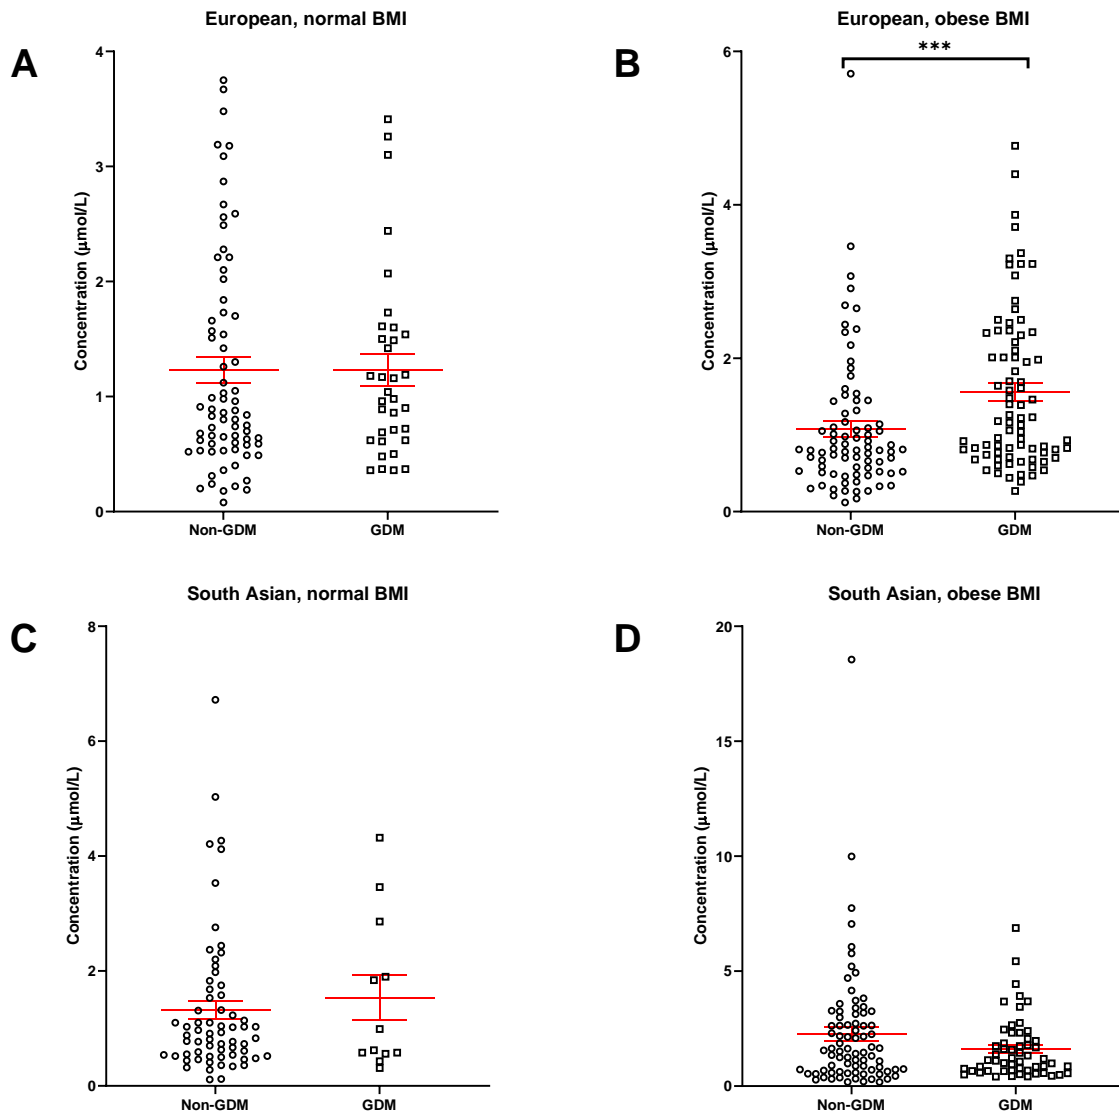 European, normal BMI
A
Concentration (μmol/L)
4
3
2
1
0
Non-GDM
GDM
European, obese BMI
B
***
Concentration (μmol/L)
6
4
2
0
Non-GDM
GDM
South Asian, normal BMI
C
Concentration (μmol/L)
8
6
4
2
0
Non-GDM
GDM
South Asian, obese BMI
D
Concentration (μmol/L)
20
15
10
5
0
Non-GDM
GDM